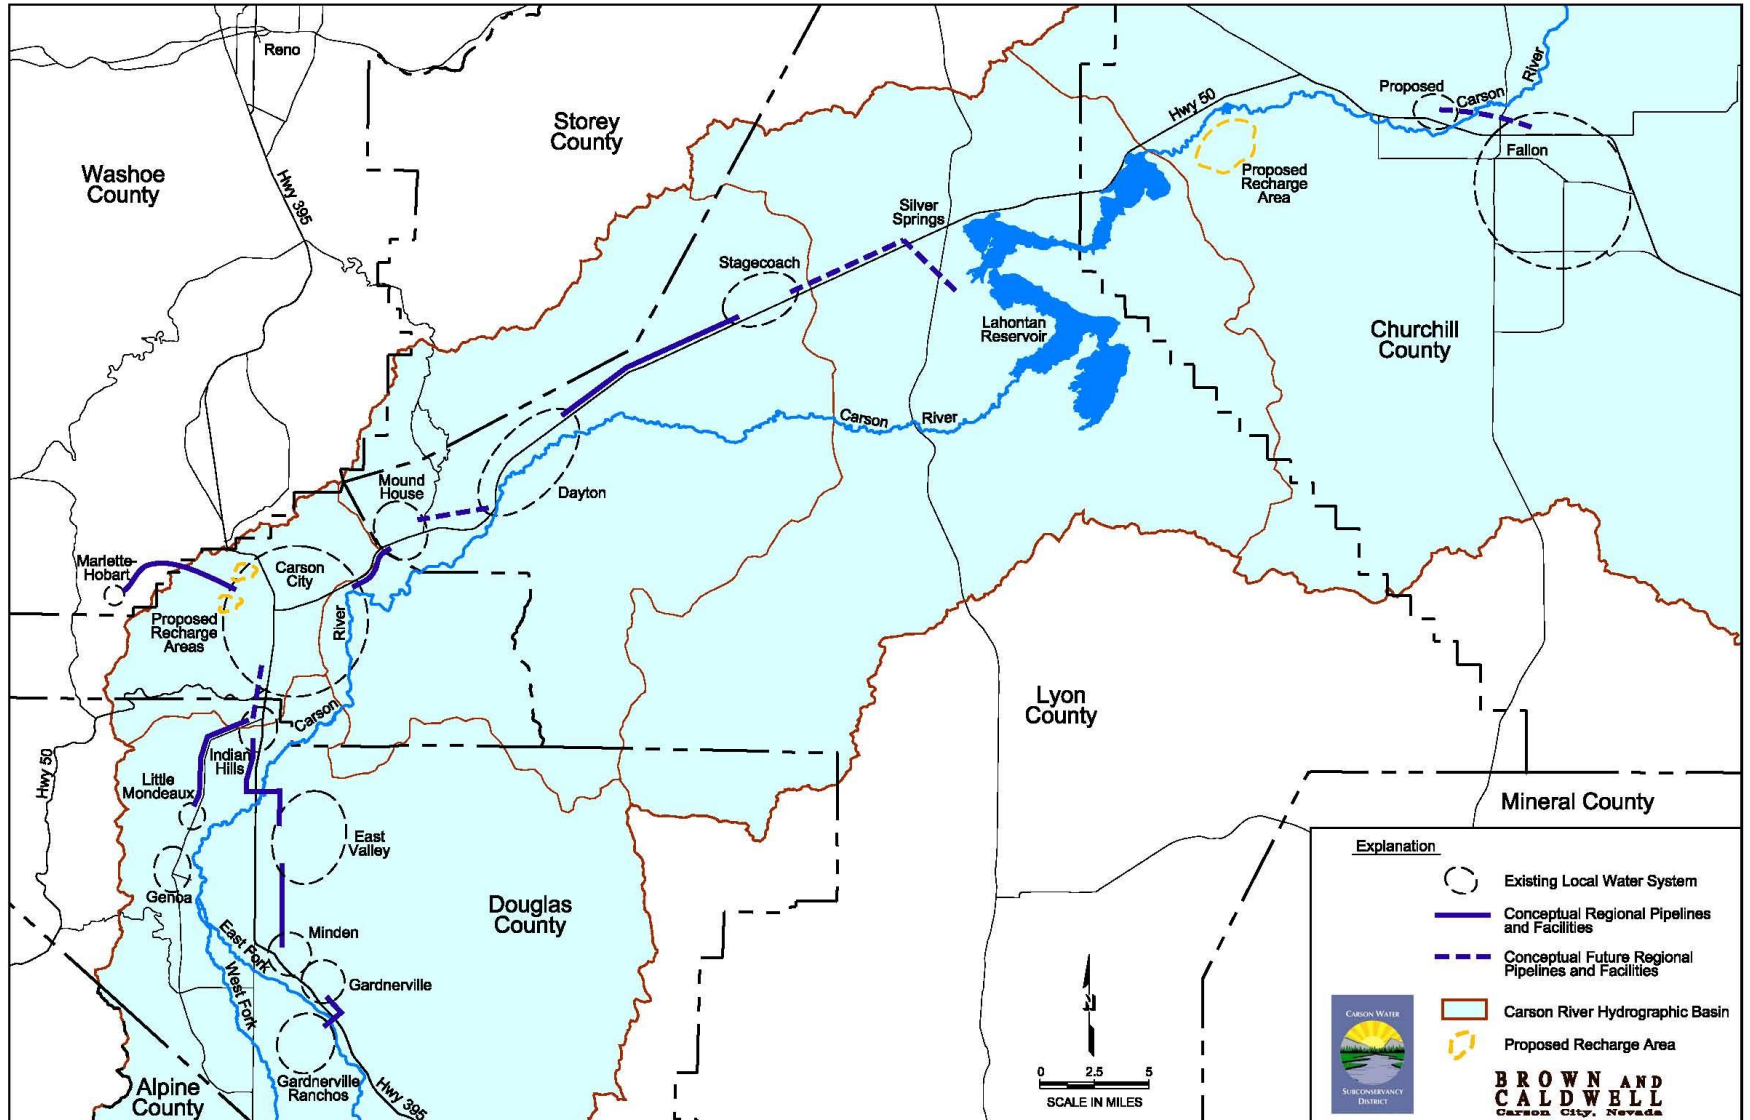 Reno
Washoe
County
Hwy 395
Storey
County
Hwy 50
Proposed
Carson
River
Fallon
Proposed
Recharge
Area
Silver
Springs
Stagecoach
Lahontan
Reservoir
Churchill
County
Carson
River
Mound
House
Dayton
Marlette-
Hobart
Carson
City
Proposed
Recharge
Areas
River
Carson
Lyon
County
Hwy 50
Indian
Hills
Little
Mondeaux
East
Valley
Genoa
Douglas
County
Minden
East Fork
West Fork
Gardnerville
Gardnerville
Ranchos
Hwy 395
Alpine
County
Mineral County
N
0 2.5 5
SCALE IN MILES
Explanation
Existing Local Water System
Conceptual Regional Pipelines
and Facilities
Conceptual Future Regional
Pipelines and Facilities
Carson River Hydrographic Basin
Proposed Recharge Area
CARSON WATER
SUBCONSERVANCY
DISTRICT
BROWN AND
CALDWELL
Carson City, Nevada